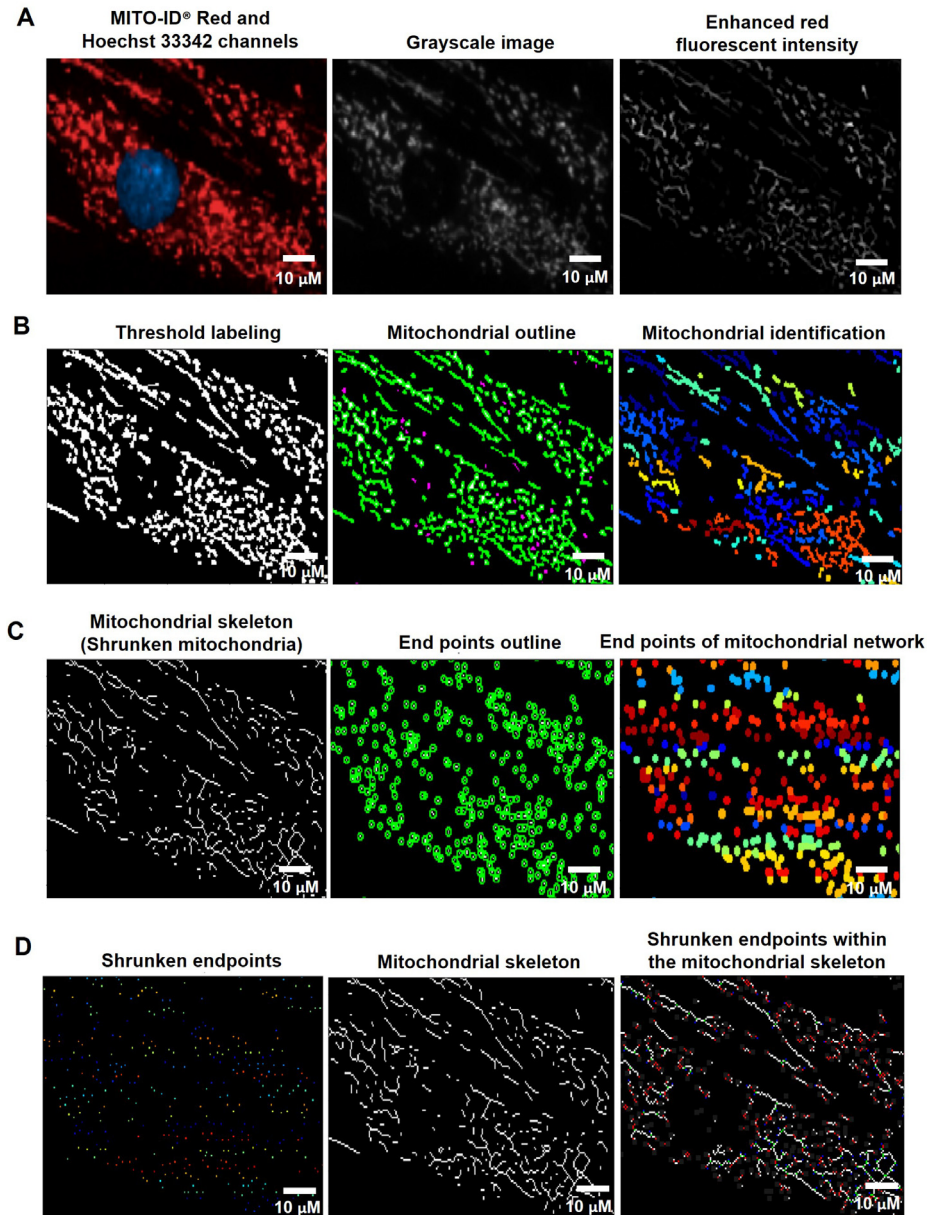 A
MITO-ID® Red and
Hoechst 33342 channels
Grayscale image
Enhanced red
fluorescent intensity
10 µM
10 µM
10 µM
B
Threshold labeling
Mitochondrial outline
Mitochondrial identification
10 µM
10 µM
10 µM
C
Mitochondrial skeleton
(Shrunken mitochondria)
End points outline
End points of mitochondrial network
10 µM
10 µM
10 µM
D
Shrunken endpoints
Mitochondrial skeleton
Shrunken endpoints within
the mitochondrial skeleton
10 µM
10 µM
10 µM